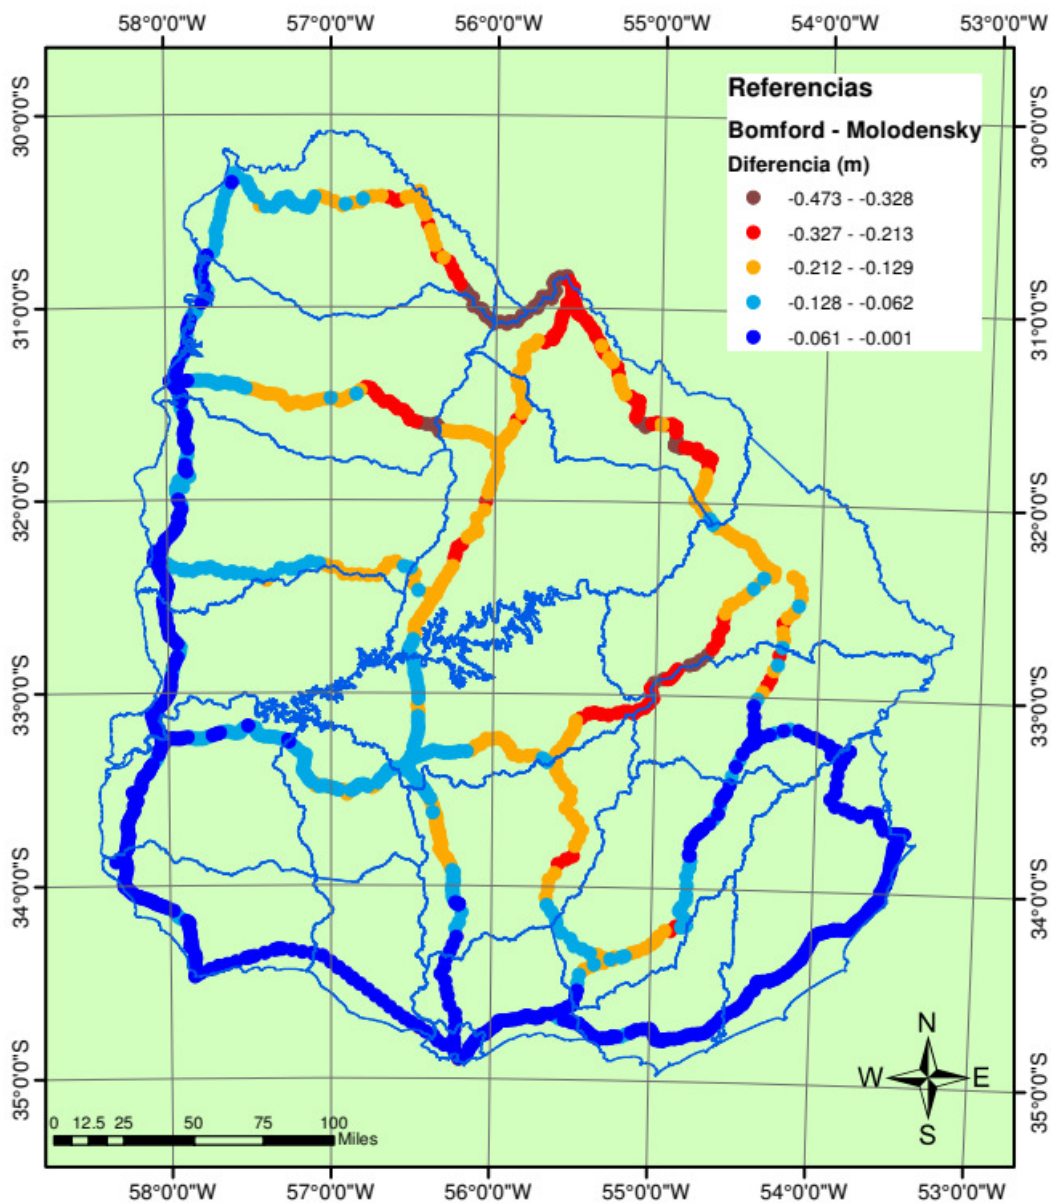 58°0'0"W 57°0'0"W 56°0'0"W 55°0'0"W 54°0'0"W 53°0'0"W
30°0'0"S
31°0'0"S
32°0'0"S
33°0'0"S
34°0'0"S
35°0'0"S
Referencias
Bomford - Molodensky
Diferencia (m)
-0.473 - -0.328
-0.327 - -0.213
-0.212 - -0.129
-0.128 - -0.062
-0.061 - -0.001
30°0'0"S
31°0'0"S
32°0'0"S
33°0'0"S
34°0'0"S
35°0'0"S
N
W E
S
0 12.5 25 50 75 100
Miles
58°0'0"W 57°0'0"W 56°0'0"W 55°0'0"W 54°0'0"W 53°0'0"W